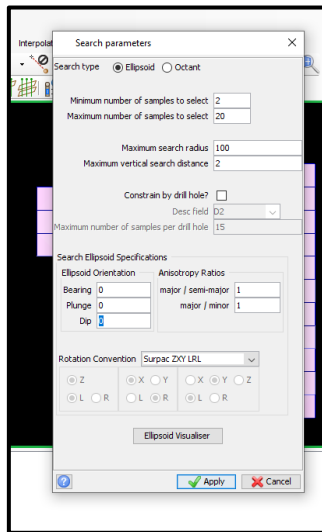 Interpolat
Search parameters
Search type Ellipsoid Octant
Minimum number of samples to select 2
Maximum number of samples to select 20
Maximum search radius 100
Maximum vertical search distance 2
Constrain by drill hole?
Desc field D2
Maximum number of samples per drill hole 15
Search Ellipsoid Specifications
Ellipsoid Orientation Anisotropy Ratios
Bearing 0 major / semi-major 1
Plunge 0 major / minor 1
Dip 0
Rotation Convention Surpac ZXY LRL
Z X Y X Y Z
L R L R L R
Ellipsoid Visualiser
? Apply Cancel